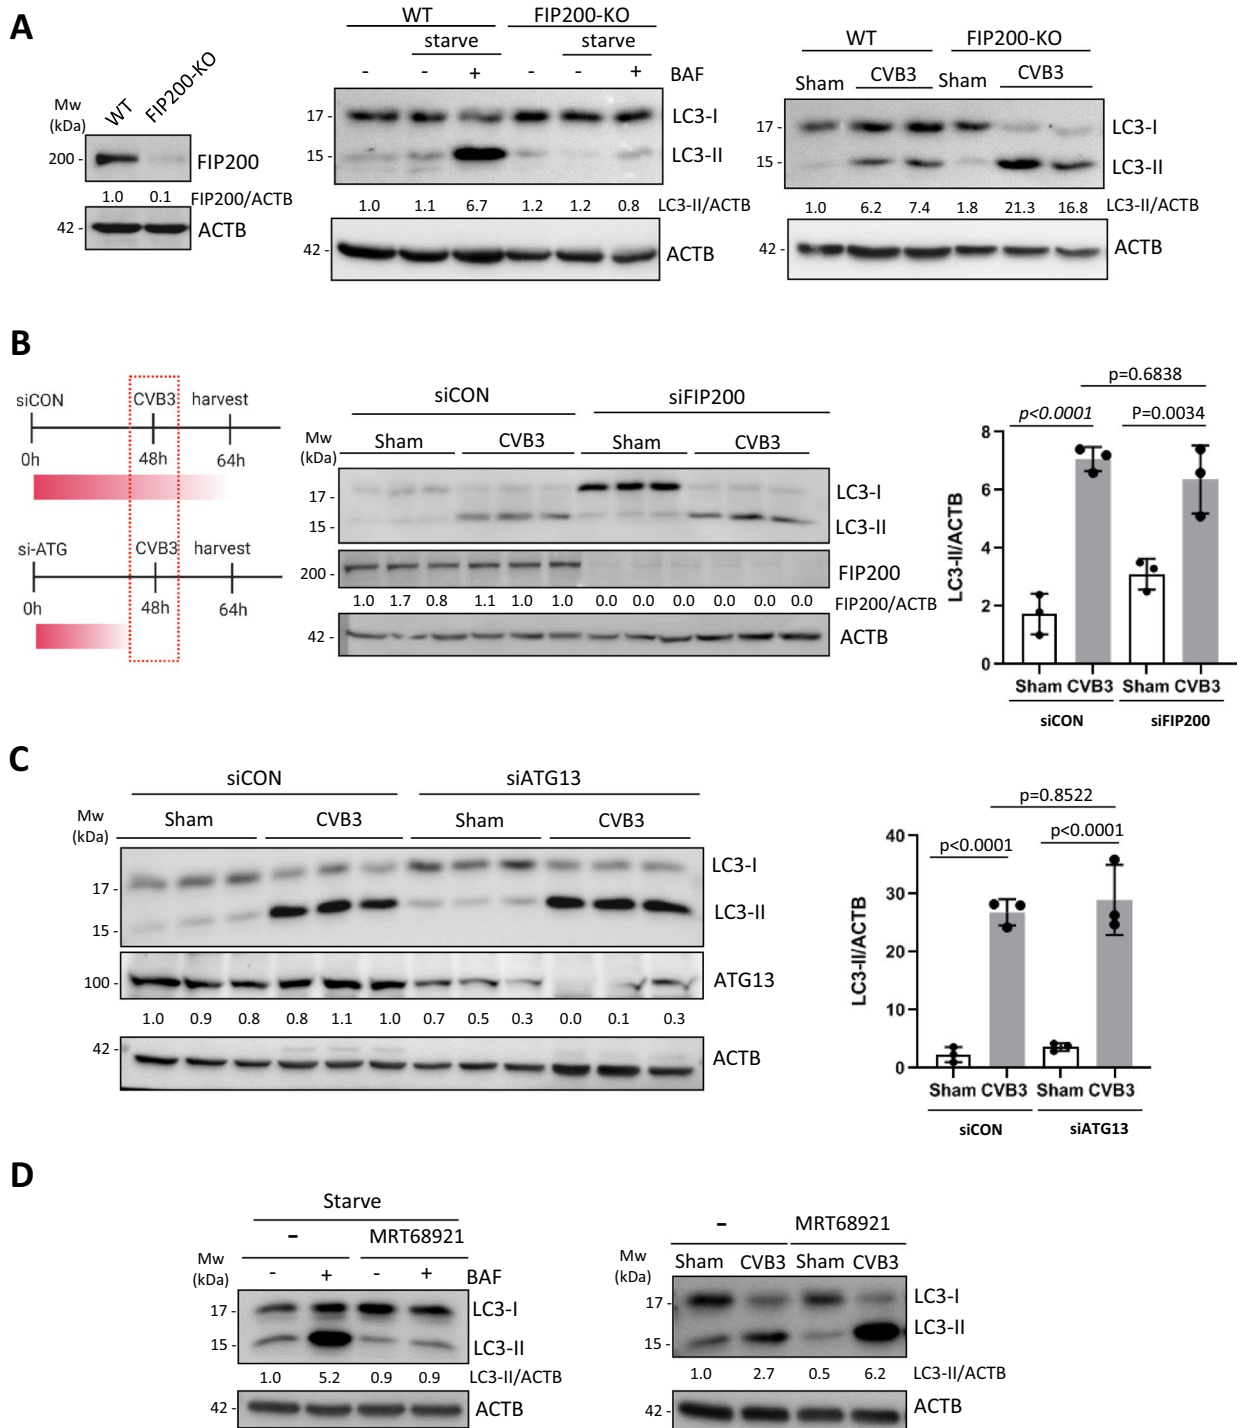 A
Mw
(kDa)
WT
FIP200-KO
200 -
FIP200
1.0 0.1 FIP200/ACTB
42 -
ACTB
WT FIP200-KO
starve starve
- - + - - + BAF
17 -
LC3-I
15 -
LC3-II
1.0 1.1 6.7 1.2 1.2 0.8 LC3-II/ACTB
42 -
ACTB
WT FIP200-KO
Sham CVB3 Sham CVB3
17 -
LC3-I
15 -
LC3-II
1.0 6.2 7.4 1.8 21.3 16.8 LC3-II/ACTB
42 -
ACTB
B
siCON CVB3 harvest
0h 48h 64h
si-ATG CVB3 harvest
0h 48h 64h
siCON siFIP200
Mw
(kDa)
Sham CVB3 Sham CVB3
17 -
LC3-I
15 -
LC3-II
200 -
FIP200
1.0 1.7 0.8 1.1 1.0 1.0 0.0 0.0 0.0 0.0 0.0 0.0 FIP200/ACTB
42 -
ACTB
p=0.6838
p<0.0001 P=0.0034
LC3-II/ACTB
8
6
4
2
0
Sham CVB3 Sham CVB3
siCON siFIP200
C
siCON siATG13
Mw
(kDa)
Sham CVB3 Sham CVB3
LC3-I
17 -
LC3-II
15 -
100 -
ATG13
1.0 0.9 0.8 0.8 1.1 1.0 0.7 0.5 0.3 0.0 0.1 0.3
42 -
ACTB
p=0.8522
p<0.0001 p<0.0001
LC3-II/ACTB
40
30
20
10
0
Sham CVB3 Sham CVB3
siCON siATG13
D
Starve
- MRT68921
Mw
(kDa)
- + - + BAF
17 -
LC3-I
15 -
LC3-II
1.0 5.2 0.9 0.9 LC3-II/ACTB
42 -
ACTB
- MRT68921
Mw
(kDa)
Sham CVB3 Sham CVB3
17 -
LC3-I
LC3-II
15 -
1.0 2.7 0.5 6.2 LC3-II/ACTB
42 -
ACTB